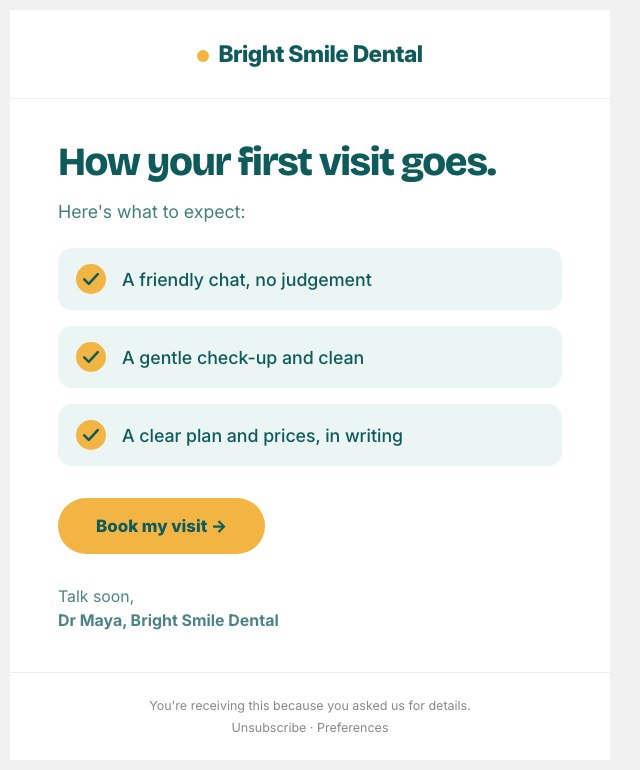 Bright Smile Dental
How your first visit goes.
Here's what to expect:
A friendly chat, no judgement
A gentle check-up and clean
A clear plan and prices, in writing
Book my visit →
Talk soon,
Dr Maya, Bright Smile Dental
You're receiving this because you asked us for details.
Unsubscribe · Preferences